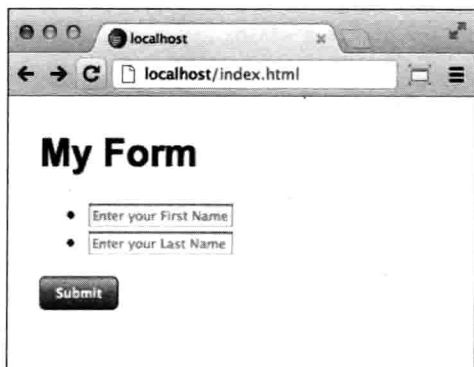 localhost
localhost/index.html
My Form
Enter your First Name
Enter your Last Name
Submit